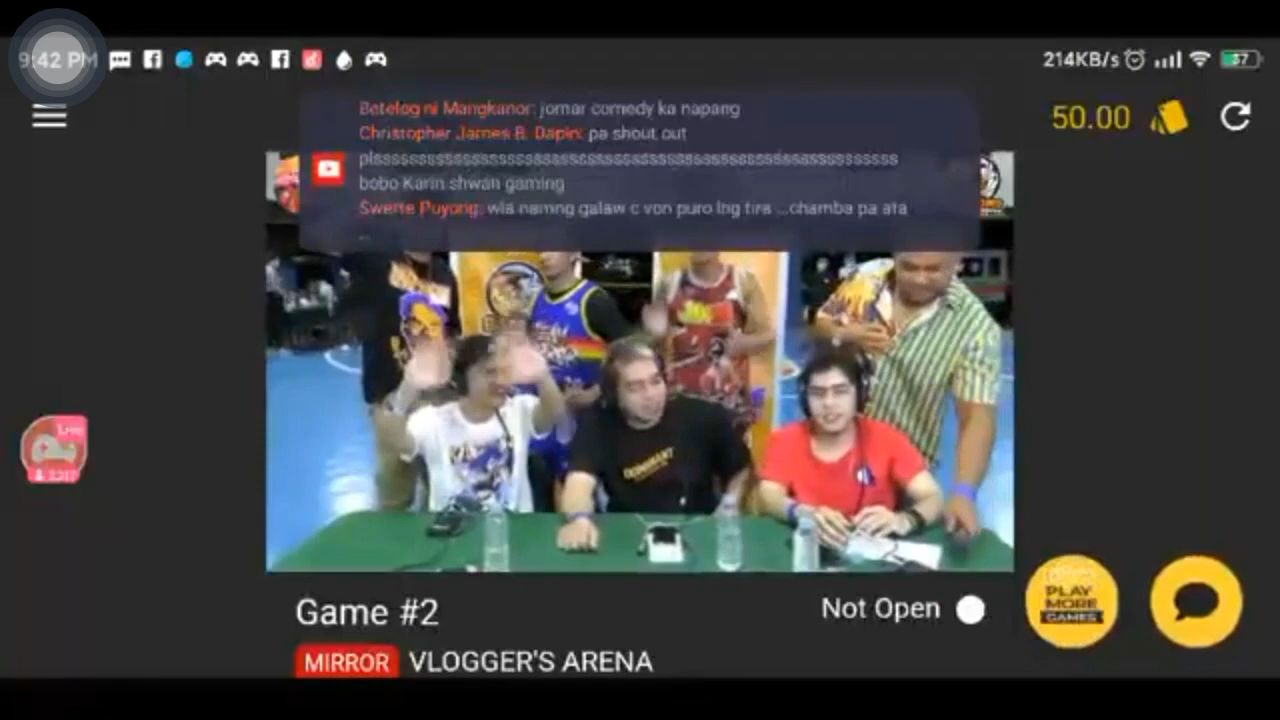 9:42 PM
214KB/s
37
Betelog ni Mangkanor: jomar comedy ka napang
Christopher James B. Dapin: pa shout out
bobo Karin shwan gaming
Swerte Puyong: wla namng galaw c von puro lng tira ...chamba pa ata
...
50.00
Live
Not Open
PLAY
MORE
GAMES
Game #2
MIRROR VLOGGER'S ARENA